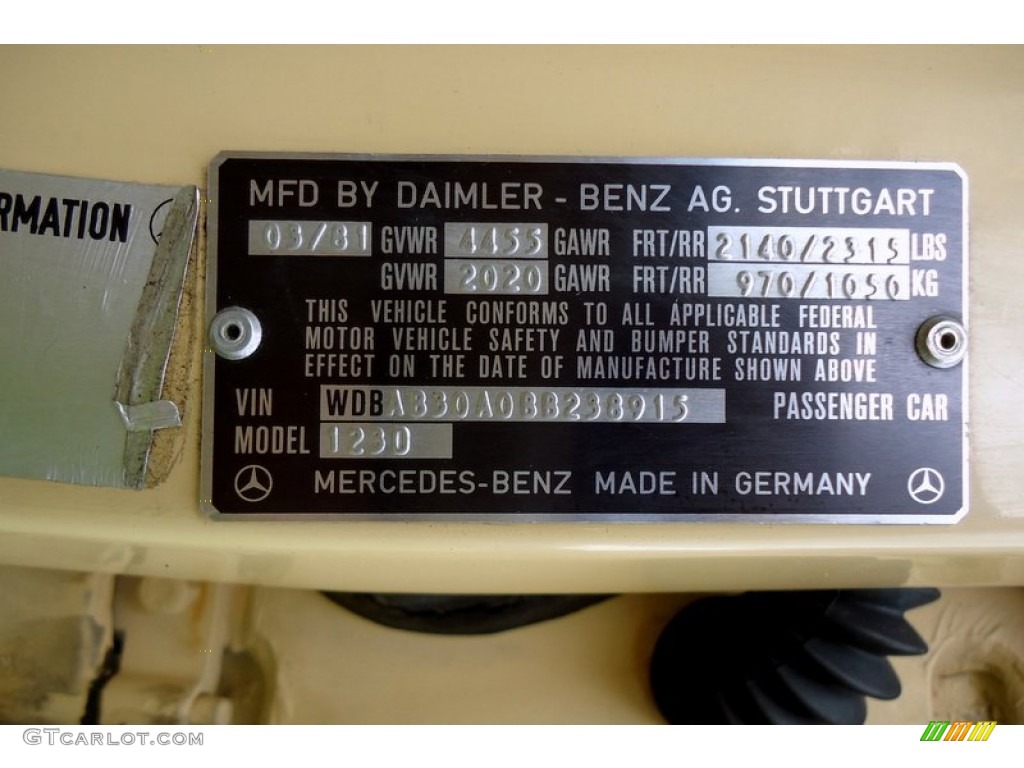 RMATION
MFD BY DAIMLER - BENZ AG. STUTTGART
03/81 GVWR 4455 GAWR FRT/RR 2140/2315 LBS
GVWR 2020 GAWR FRT/RR 970/1050 KG
THIS VEHICLE CONFORMS TO ALL APPLICABLE FEDERAL
MOTOR VEHICLE SAFETY AND BUMPER STANDARDS IN
EFFECT ON THE DATE OF MANUFACTURE SHOWN ABOVE
VIN WDBAB30A0BB238915 PASSENGER CAR
MODEL 1230
MERCEDES-BENZ MADE IN GERMANY
GTCARLOT.COM